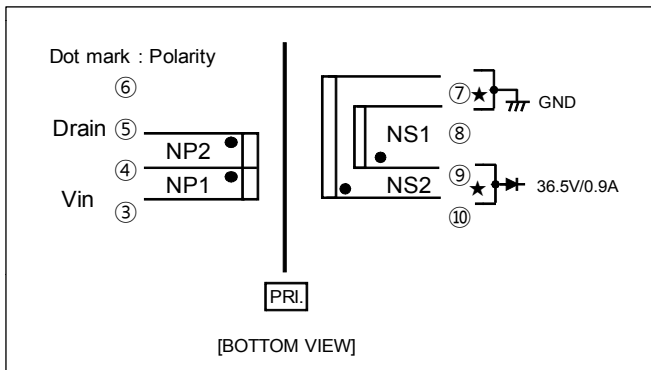 Dot mark : Polarity
⑥
Drain ⑤
NP2
④
NP1
Vin ③
⑦★
GND
NS1 ⑧
⑨
NS2 ★
36.5V/0.9A
⑩
PRI.
[BOTTOM VIEW]